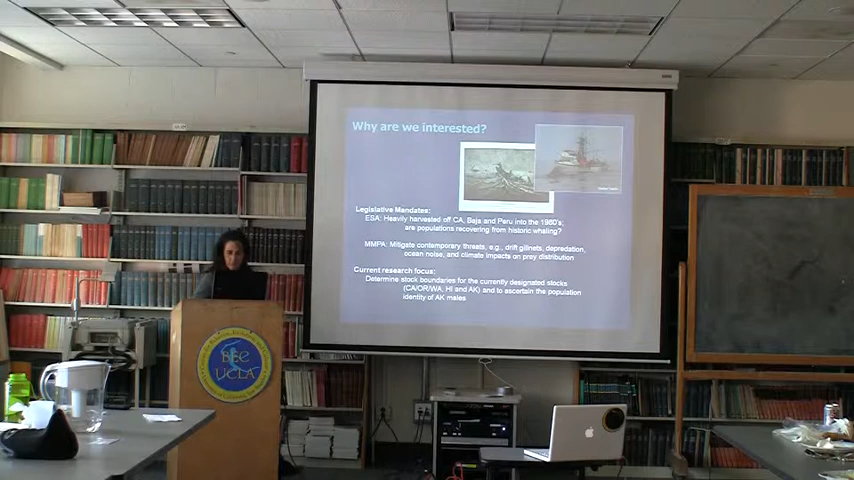 Why are we interested?
Legislative Mandates:
ESA: Heavily harvested off CA, Baja and Peru into the 1980's;
are populations recovering from historic whaling?
MMPA: Mitigate contemporary threats, e.g., drift gillnets, depredation,
ocean noise, and climate impacts on prey distribution
Current research focus:
Determine stock boundaries for the currently designated stocks
(CA/OR/WA, HI and AK) and to ascertain the population
identity of AK males
UCLA